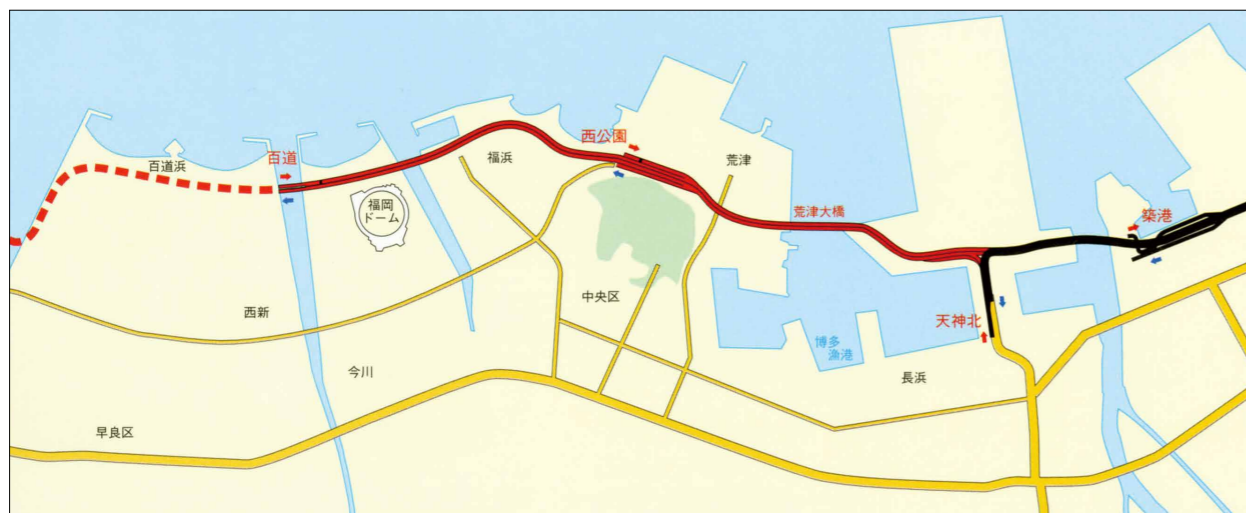 百道浜
百道
福岡
ドーム
福浜
西公園
荒津
荒津大橋
築港
天神北
中央区
西新
今川
博多
漁港
長浜
早良区